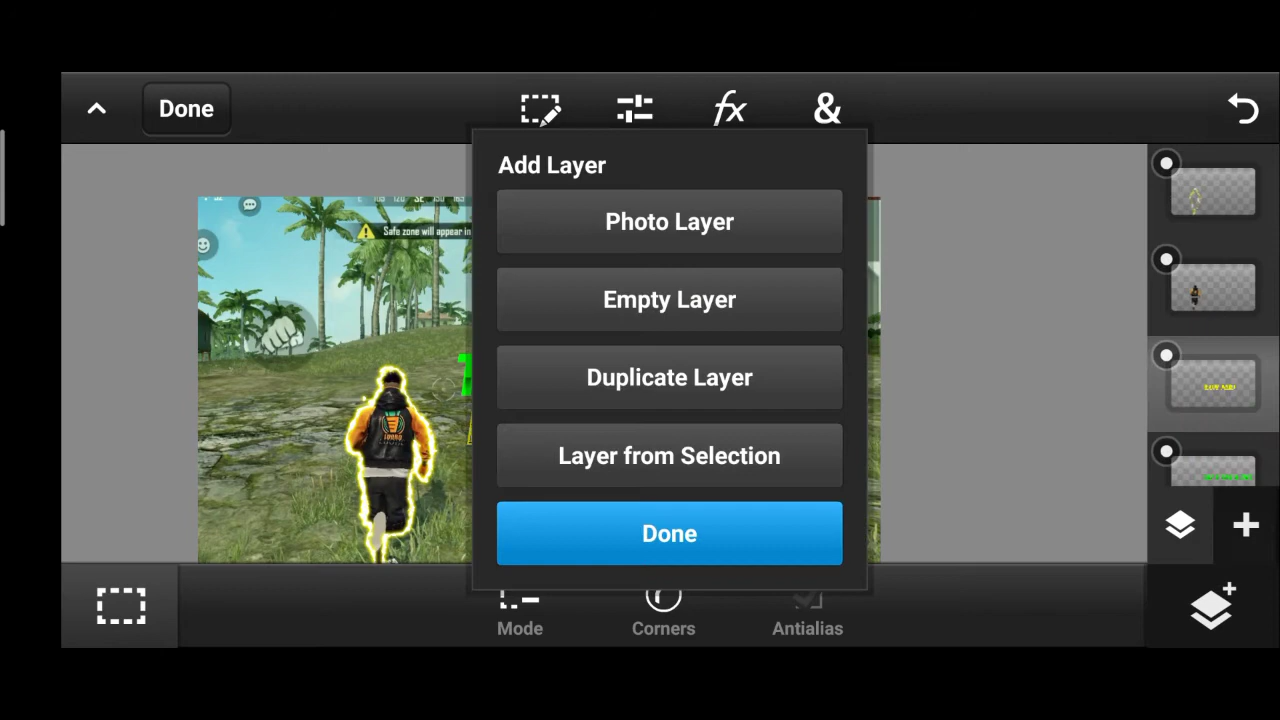 Done
fx
&
Add Layer
Photo Layer
Empty Layer
Duplicate Layer
Layer from Selection
Done
Safe zone will appear in
Mode
Corners
Antialias